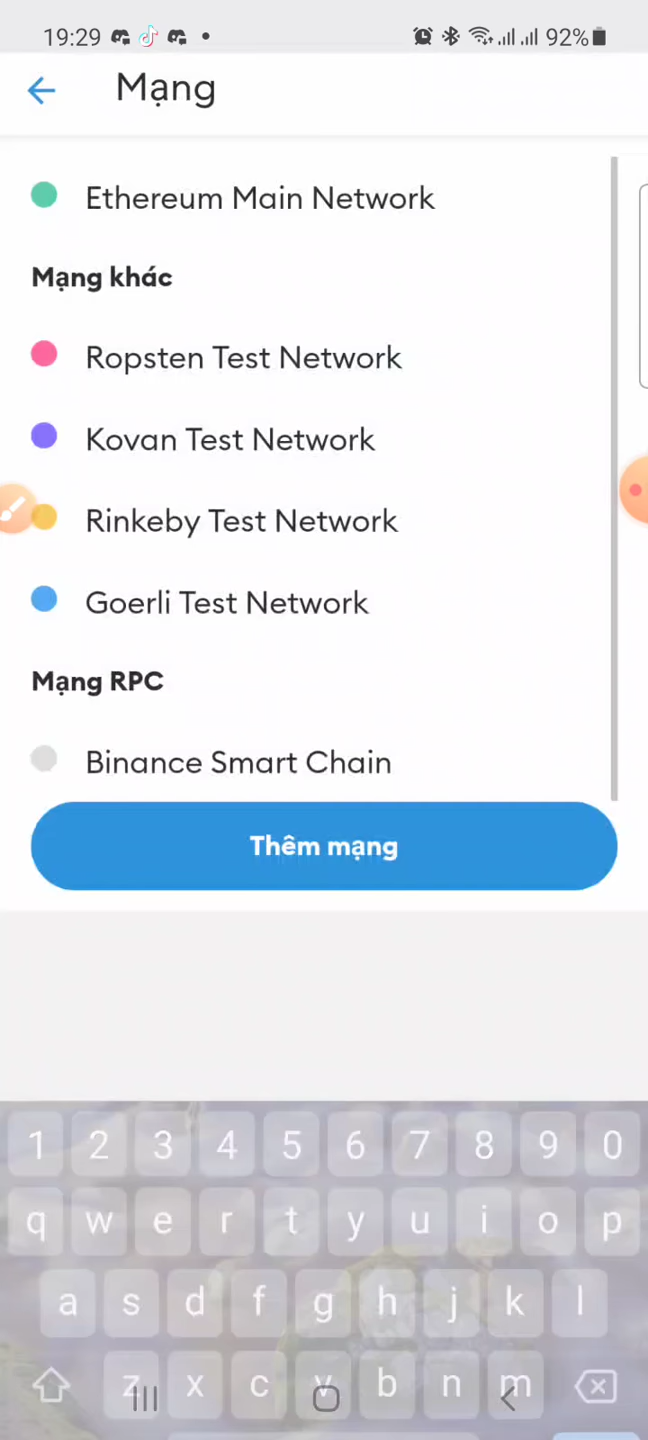 19:29 92%
Mạng
Ethereum Main Network
Mạng khác
Ropsten Test Network
Kovan Test Network
Rinkeby Test Network
Goerli Test Network
Mạng RPC
Binance Smart Chain
Thêm mạng
1 2 3 4 5 6 7 8 9 0
q w e r t y u i o p
a s d f g h j k l
z x c v b n m